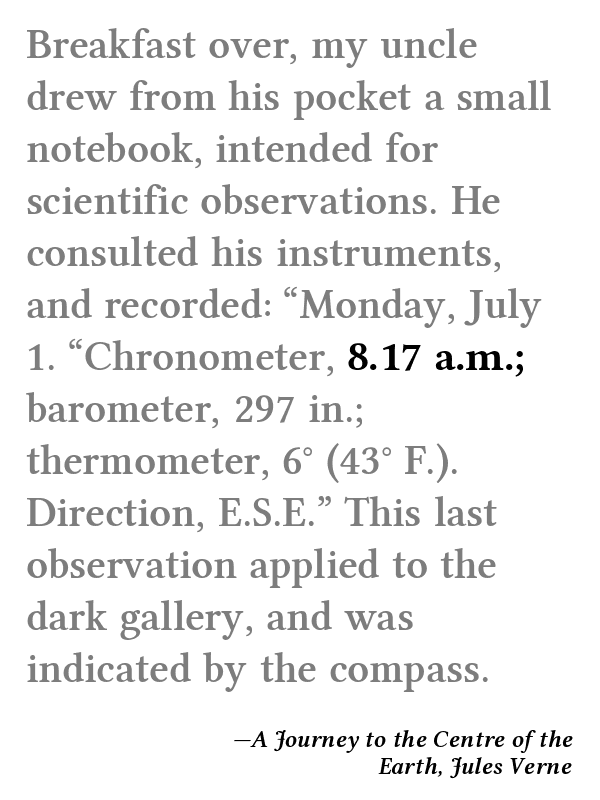 Breakfast over, my uncle
drew from his pocket a small
notebook, intended for
scientific observations. He
consulted his instruments,
and recorded: “Monday, July
1. “Chronometer, 8.17 a.m.;
barometer, 297 in.;
thermometer, 6° (43° F.).
Direction, E.S.E.” This last
observation applied to the
dark gallery, and was
indicated by the compass.
—A Journey to the Centre of the
Earth, Jules Verne